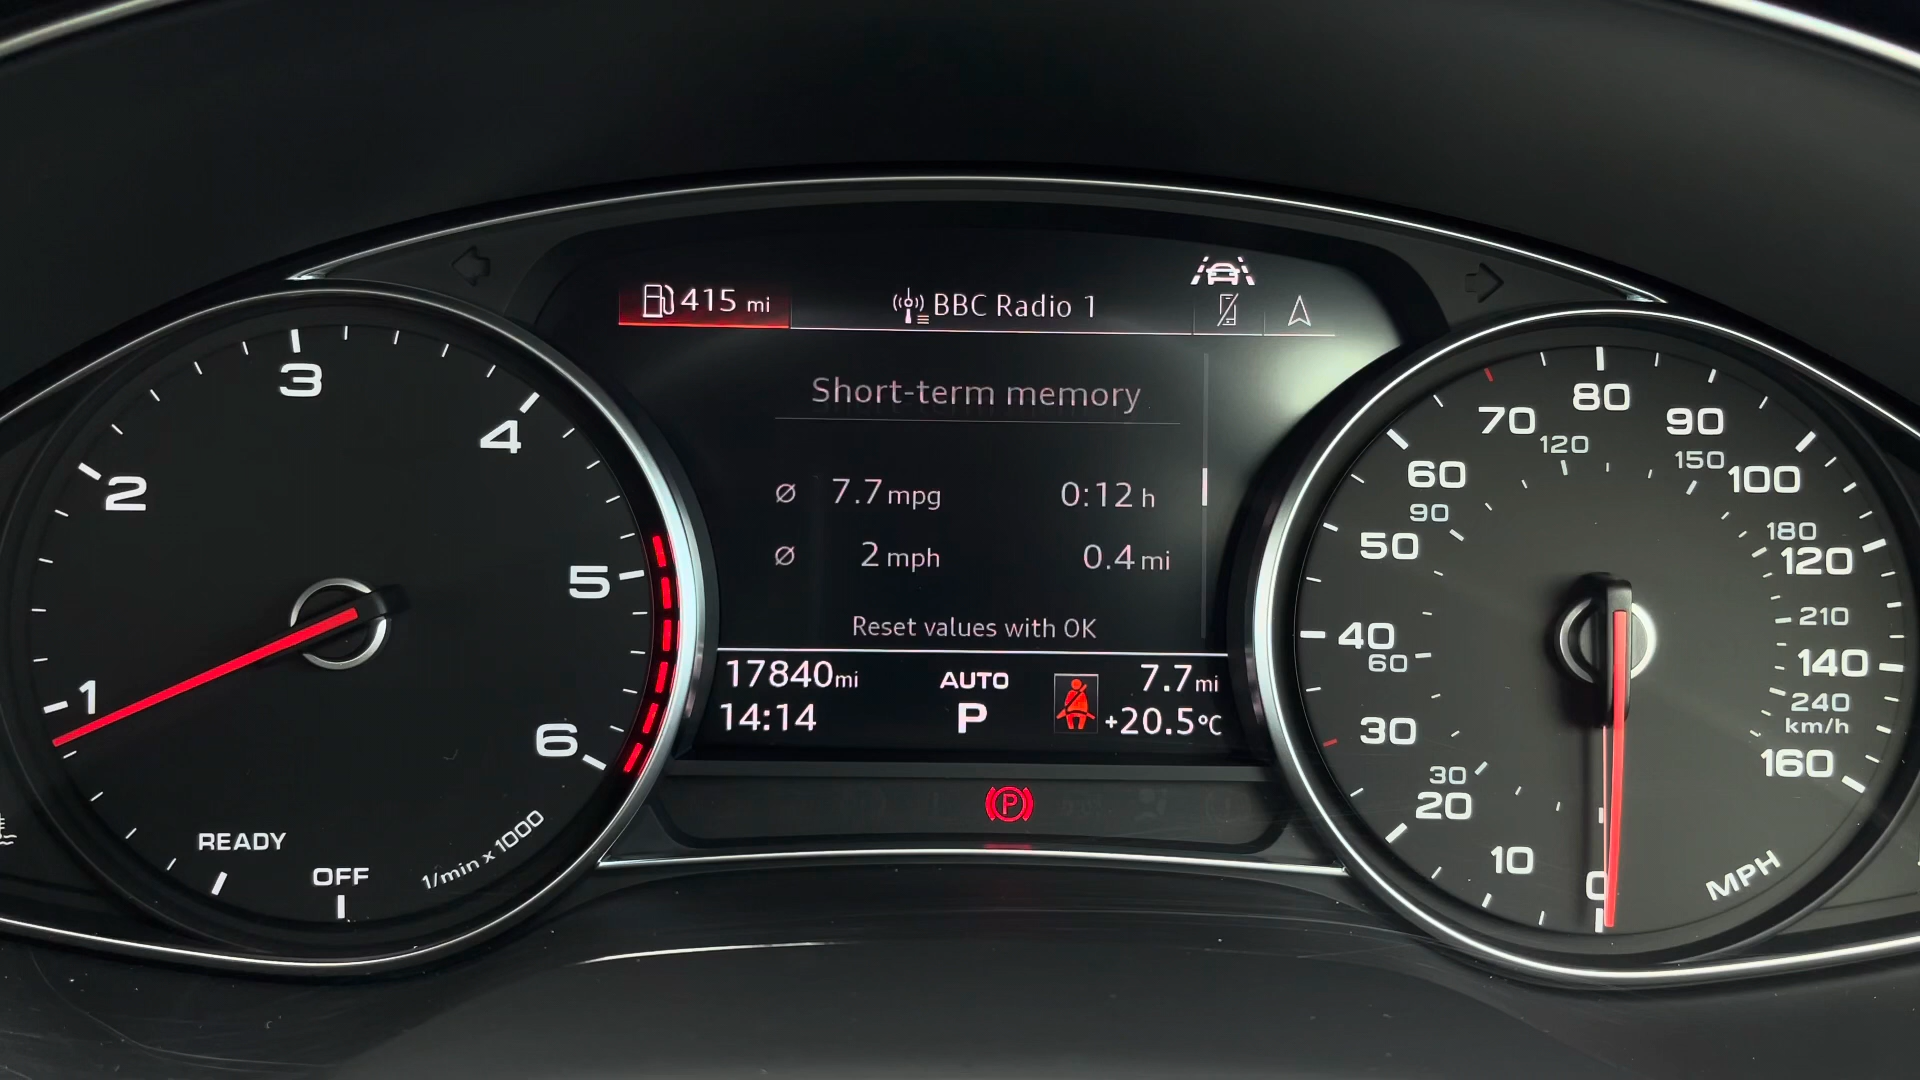 415 mi
BBC Radio 1
Short-term memory
Ø 7.7 mpg 0:12 h
Ø 2 mph 0.4 mi
Reset values with OK
17840 mi AUTO 7.7 mi
14:14 P +20.5°C
P
1
2
3
4
5
6
READY
OFF
1/min x 1000
0
10
20
30
40
50
60
70
80
90
100
120
140
160
MPH
30
60
90
120
150
180
210
240
km/h